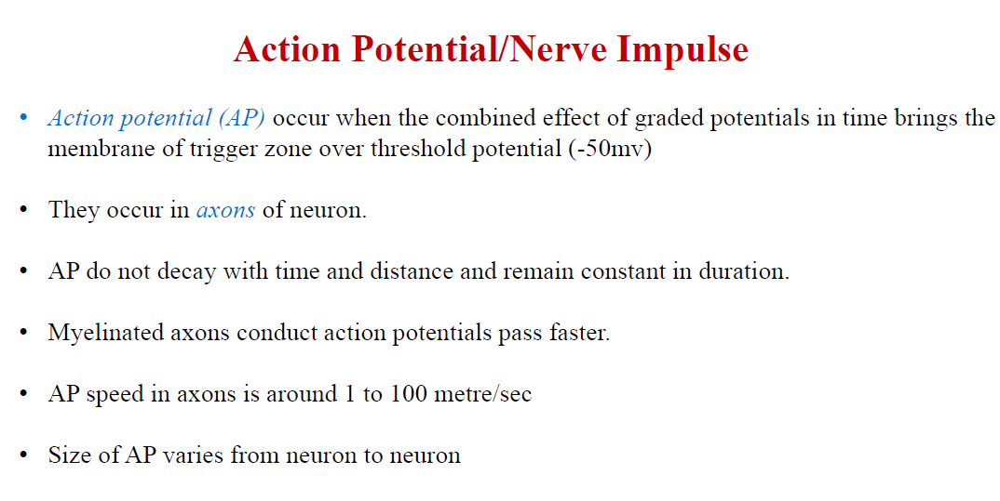 Action Potential/Nerve Impulse
• Action potential (AP) occur when the combined effect of graded potentials in time brings the
membrane of trigger zone over threshold potential (-50mv)
• They occur in axons of neuron.
• AP do not decay with time and distance and remain constant in duration.
• Myelinated axons conduct action potentials pass faster.
• AP speed in axons is around 1 to 100 metre/sec
• Size of AP varies from neuron to neuron